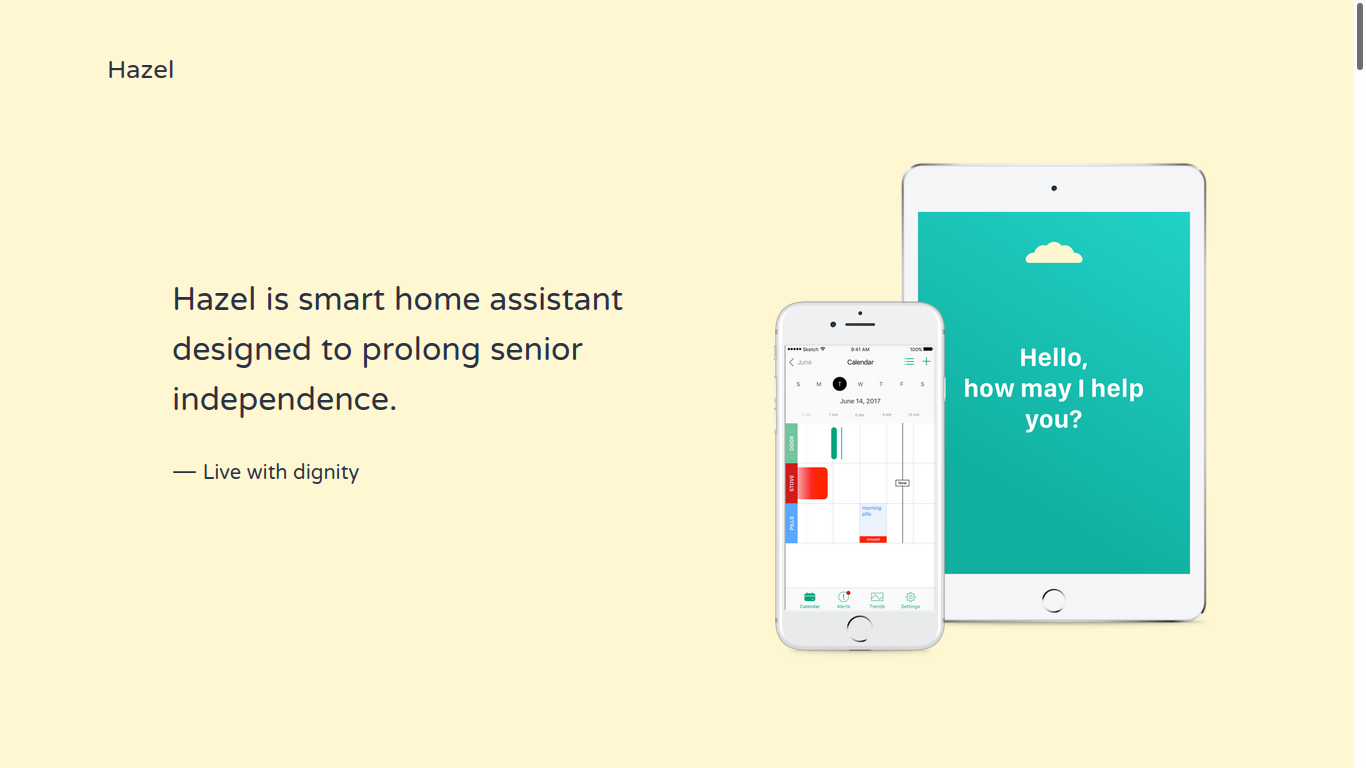 Hazel
Hazel is smart home assistant
designed to prolong senior
independence.
— Live with dignity
Sketch 9:41 AM 100%
June Calendar
S M T W T F S
June 14, 2017
7 AM 8 AM 9 AM 10 AM
DOOR
STOVE
Now
PILLS
morning
pills
missed
Calendar Alerts Trends Settings
Hello,
how may I help
you?